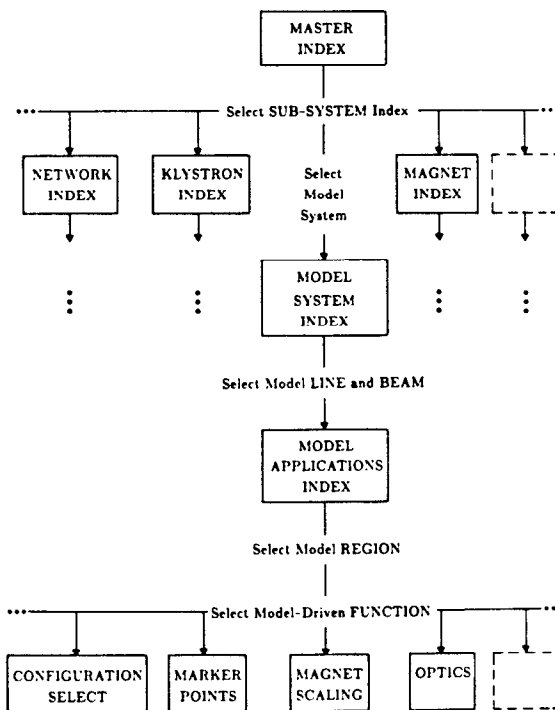 MASTER
INDEX
Select SUB-SYSTEM Index
NETWORK
INDEX
KLYSTRON
INDEX
Select
Model
System
MAGNET
INDEX
MODEL
SYSTEM
INDEX
Select Model LINE and BEAM
MODEL
APPLICATIONS
INDEX
Select Model REGION
Select Model-Driven FUNCTION
CONFIGURATION
SELECT
MARKER
POINTS
MAGNET
SCALING
OPTICS